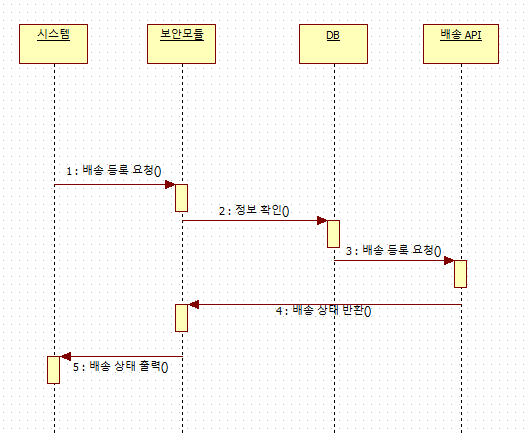 시스템
보안모듈
DB
배송 API
1 : 배송 등록 요청()
2 : 정보 확인()
3 : 배송 등록 요청()
4 : 배송 상태 반환()
5 : 배송 상태 출력()